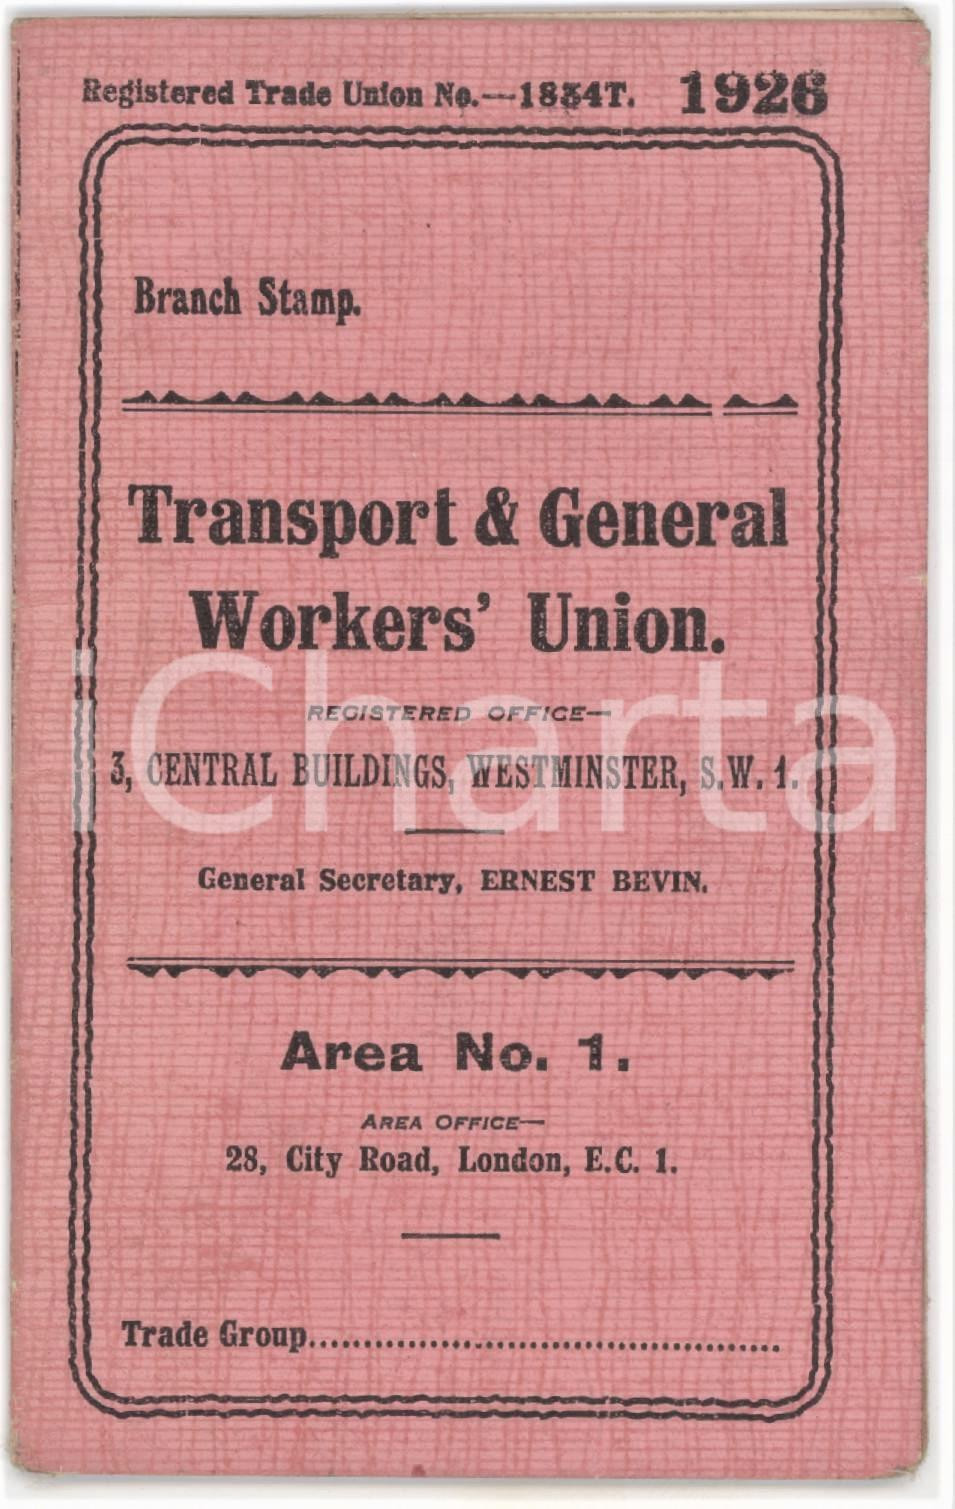 Registered Trade Union No.—1834T. 1926
Branch Stamp.
Transport & General
Workers' Union.
REGISTERED OFFICE—
3, CENTRAL BUILDINGS, WESTMINSTER, S.W. 1.
Charta
General Secretary, ERNEST BEVIN.
Area No. 1.
AREA OFFICE—
28, City Road, London, E.C. 1.
Trade Group..........................................